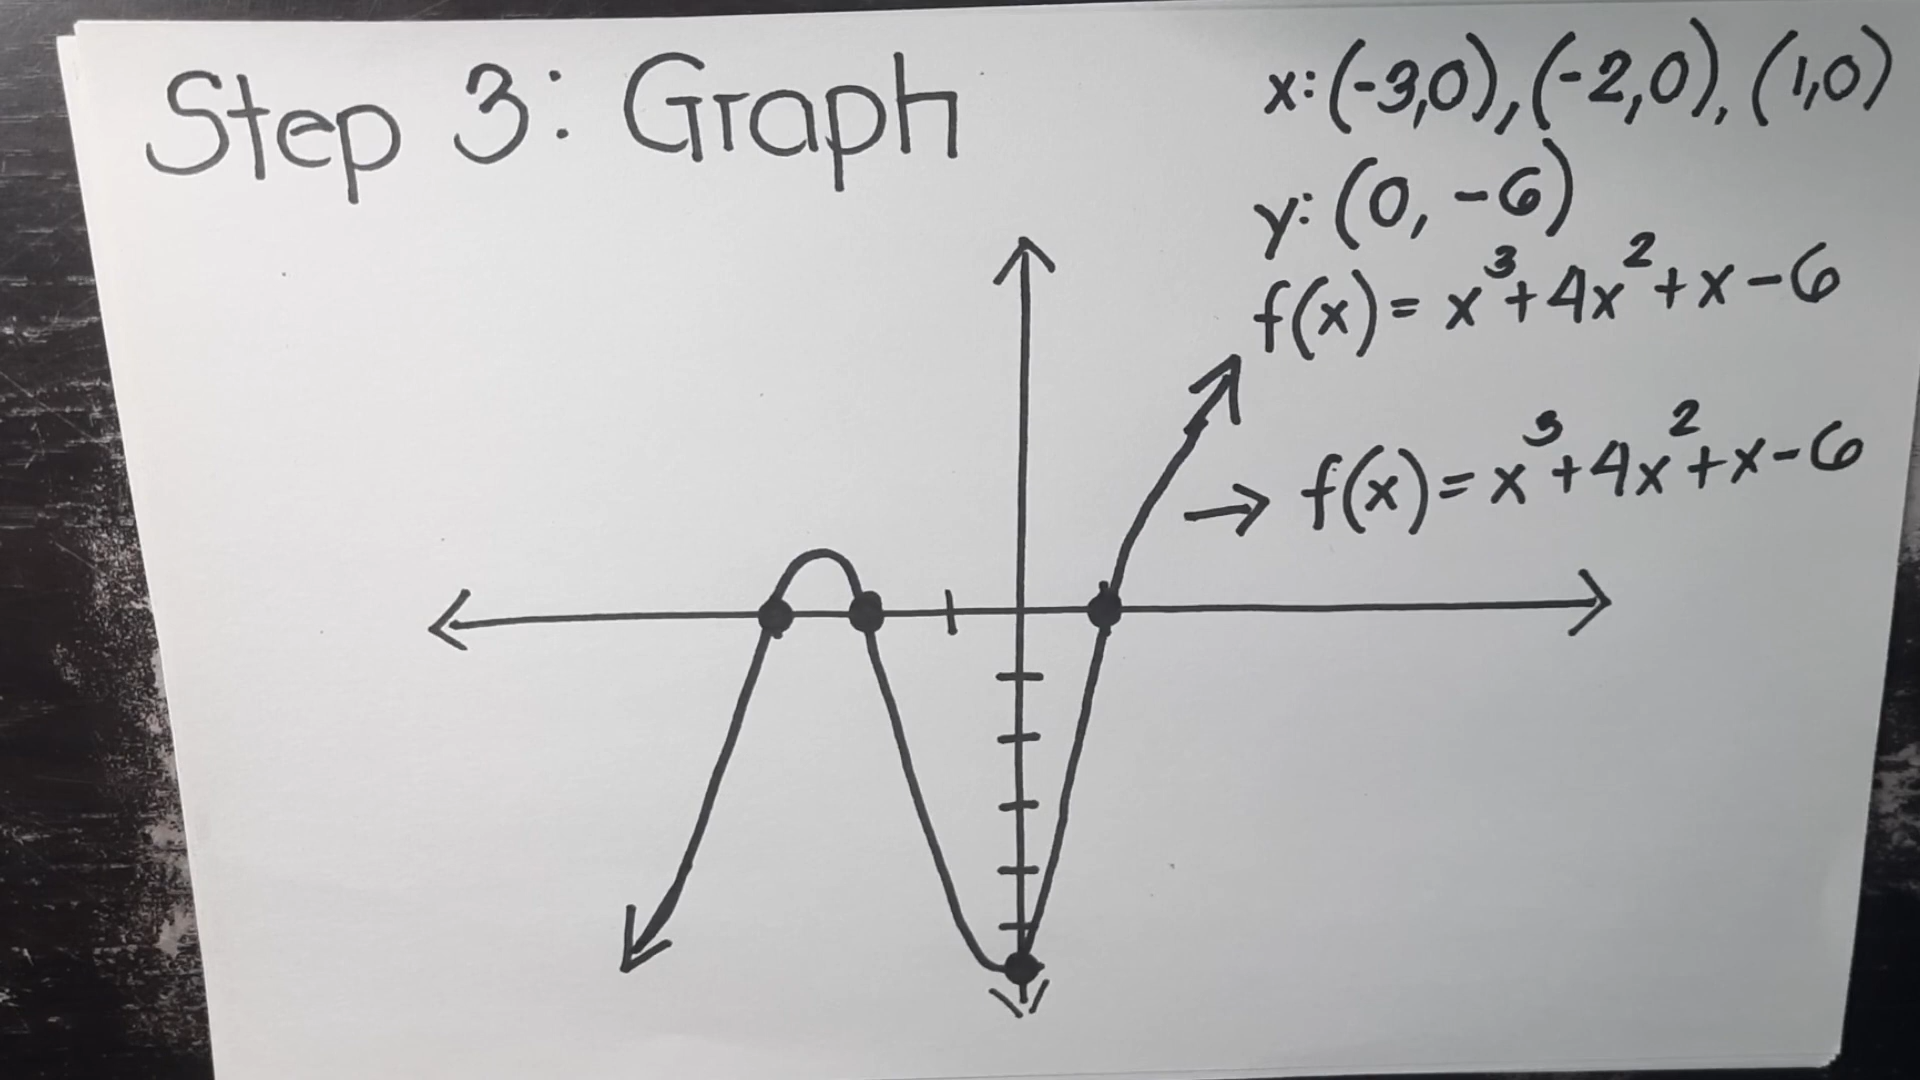 Step 3: Graph
x: (-3,0), (-2,0), (1,0)
y: (0, -6)
f(x) = x³+4x²+x-6
→ f(x) = x³+4x²+x-6